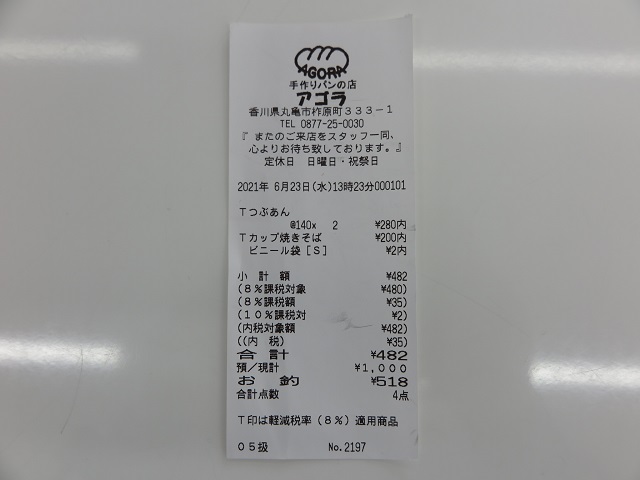 AGORA
手作りパンの店
アゴラ
香川県丸亀市柞原町333-1
TEL 0877-25-0030
『 またのご来店をスタッフ一同、
心よりお待ち致しております。』
定休日 日曜日・祝祭日
2021年 6月23日(水)13時23分000101
Tつぶあん
@140x 2 ¥280内
Tカップ焼きそば ¥200内
ビニール袋[S] ¥2内
小 計 額 ¥482
(8%課税対象 ¥480)
(8%課税額 ¥35)
(10%課税対 ¥2)
(内税対象額 ¥482)
((内 税) ¥35)
合計 ¥482
預/現計 ¥1,000
お釣 ¥518
合計点数 4点
T印は軽減税率(8%)適用商品
05扱 No.2197